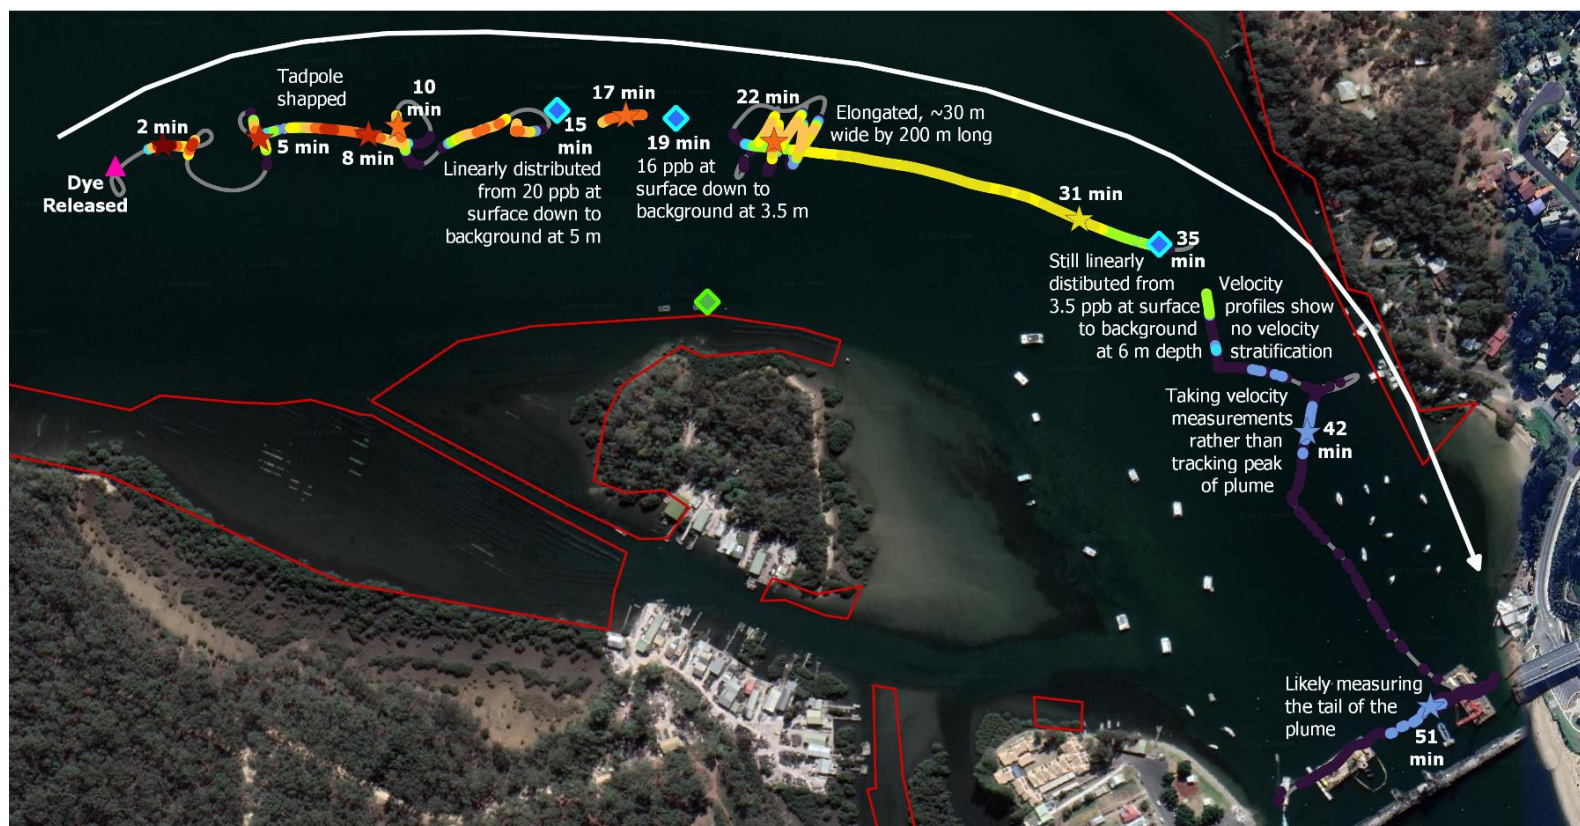 Tadpole
shapped
10
min
2 min
5 min
8 min
Dye
Released
15
min
Linearly distributed
from 20 ppb at
surface down to
background at 5 m
17 min
19 min
16 ppb at
surface down to
background at 3.5 m
22 min
Elongated, ~30 m
wide by 200 m long
31 min
35
min
Still linearly
distibuted from
3.5 ppb at surface
to background
at 6 m depth
Velocity
profiles show
no velocity
stratification
Taking velocity
measurements
rather than
tracking peak
of plume
42
min
Likely measuring
the tail of the
plume
51
min